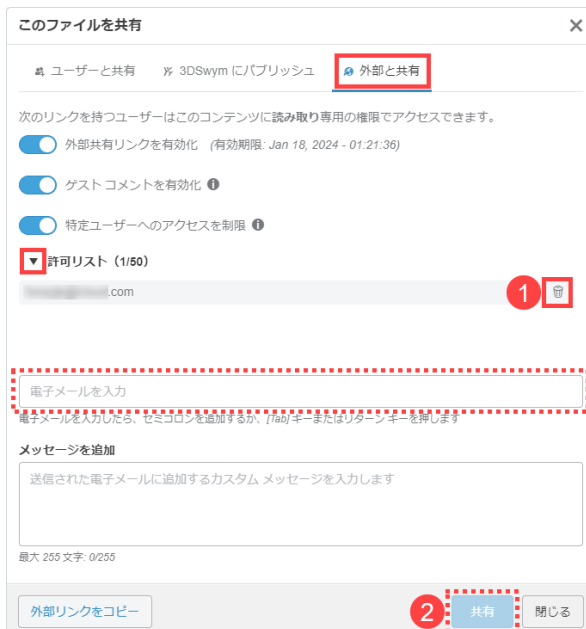 このファイルを共有
ユーザーと共有 3DSwym にパブリッシュ 外部と共有
次のリンクを持つユーザーはこのコンテンツに読み取り専用の権限でアクセスできます。
外部共有リンクを有効化 (有効期限: Jan 18, 2024 - 01:21:36)
ゲスト コメントを有効化
特定ユーザーへのアクセスを制限
▼ 許可リスト（1/50）
.com
1
電子メールを入力
電子メールを入力したら、セミコロンを追加するか、[Tab] キーまたはリターン キーを押します
メッセージを追加
送信された電子メールに追加するカスタム メッセージを入力します
最大 255 文字: 0/255
外部リンクをコピー 2 共有 閉じる